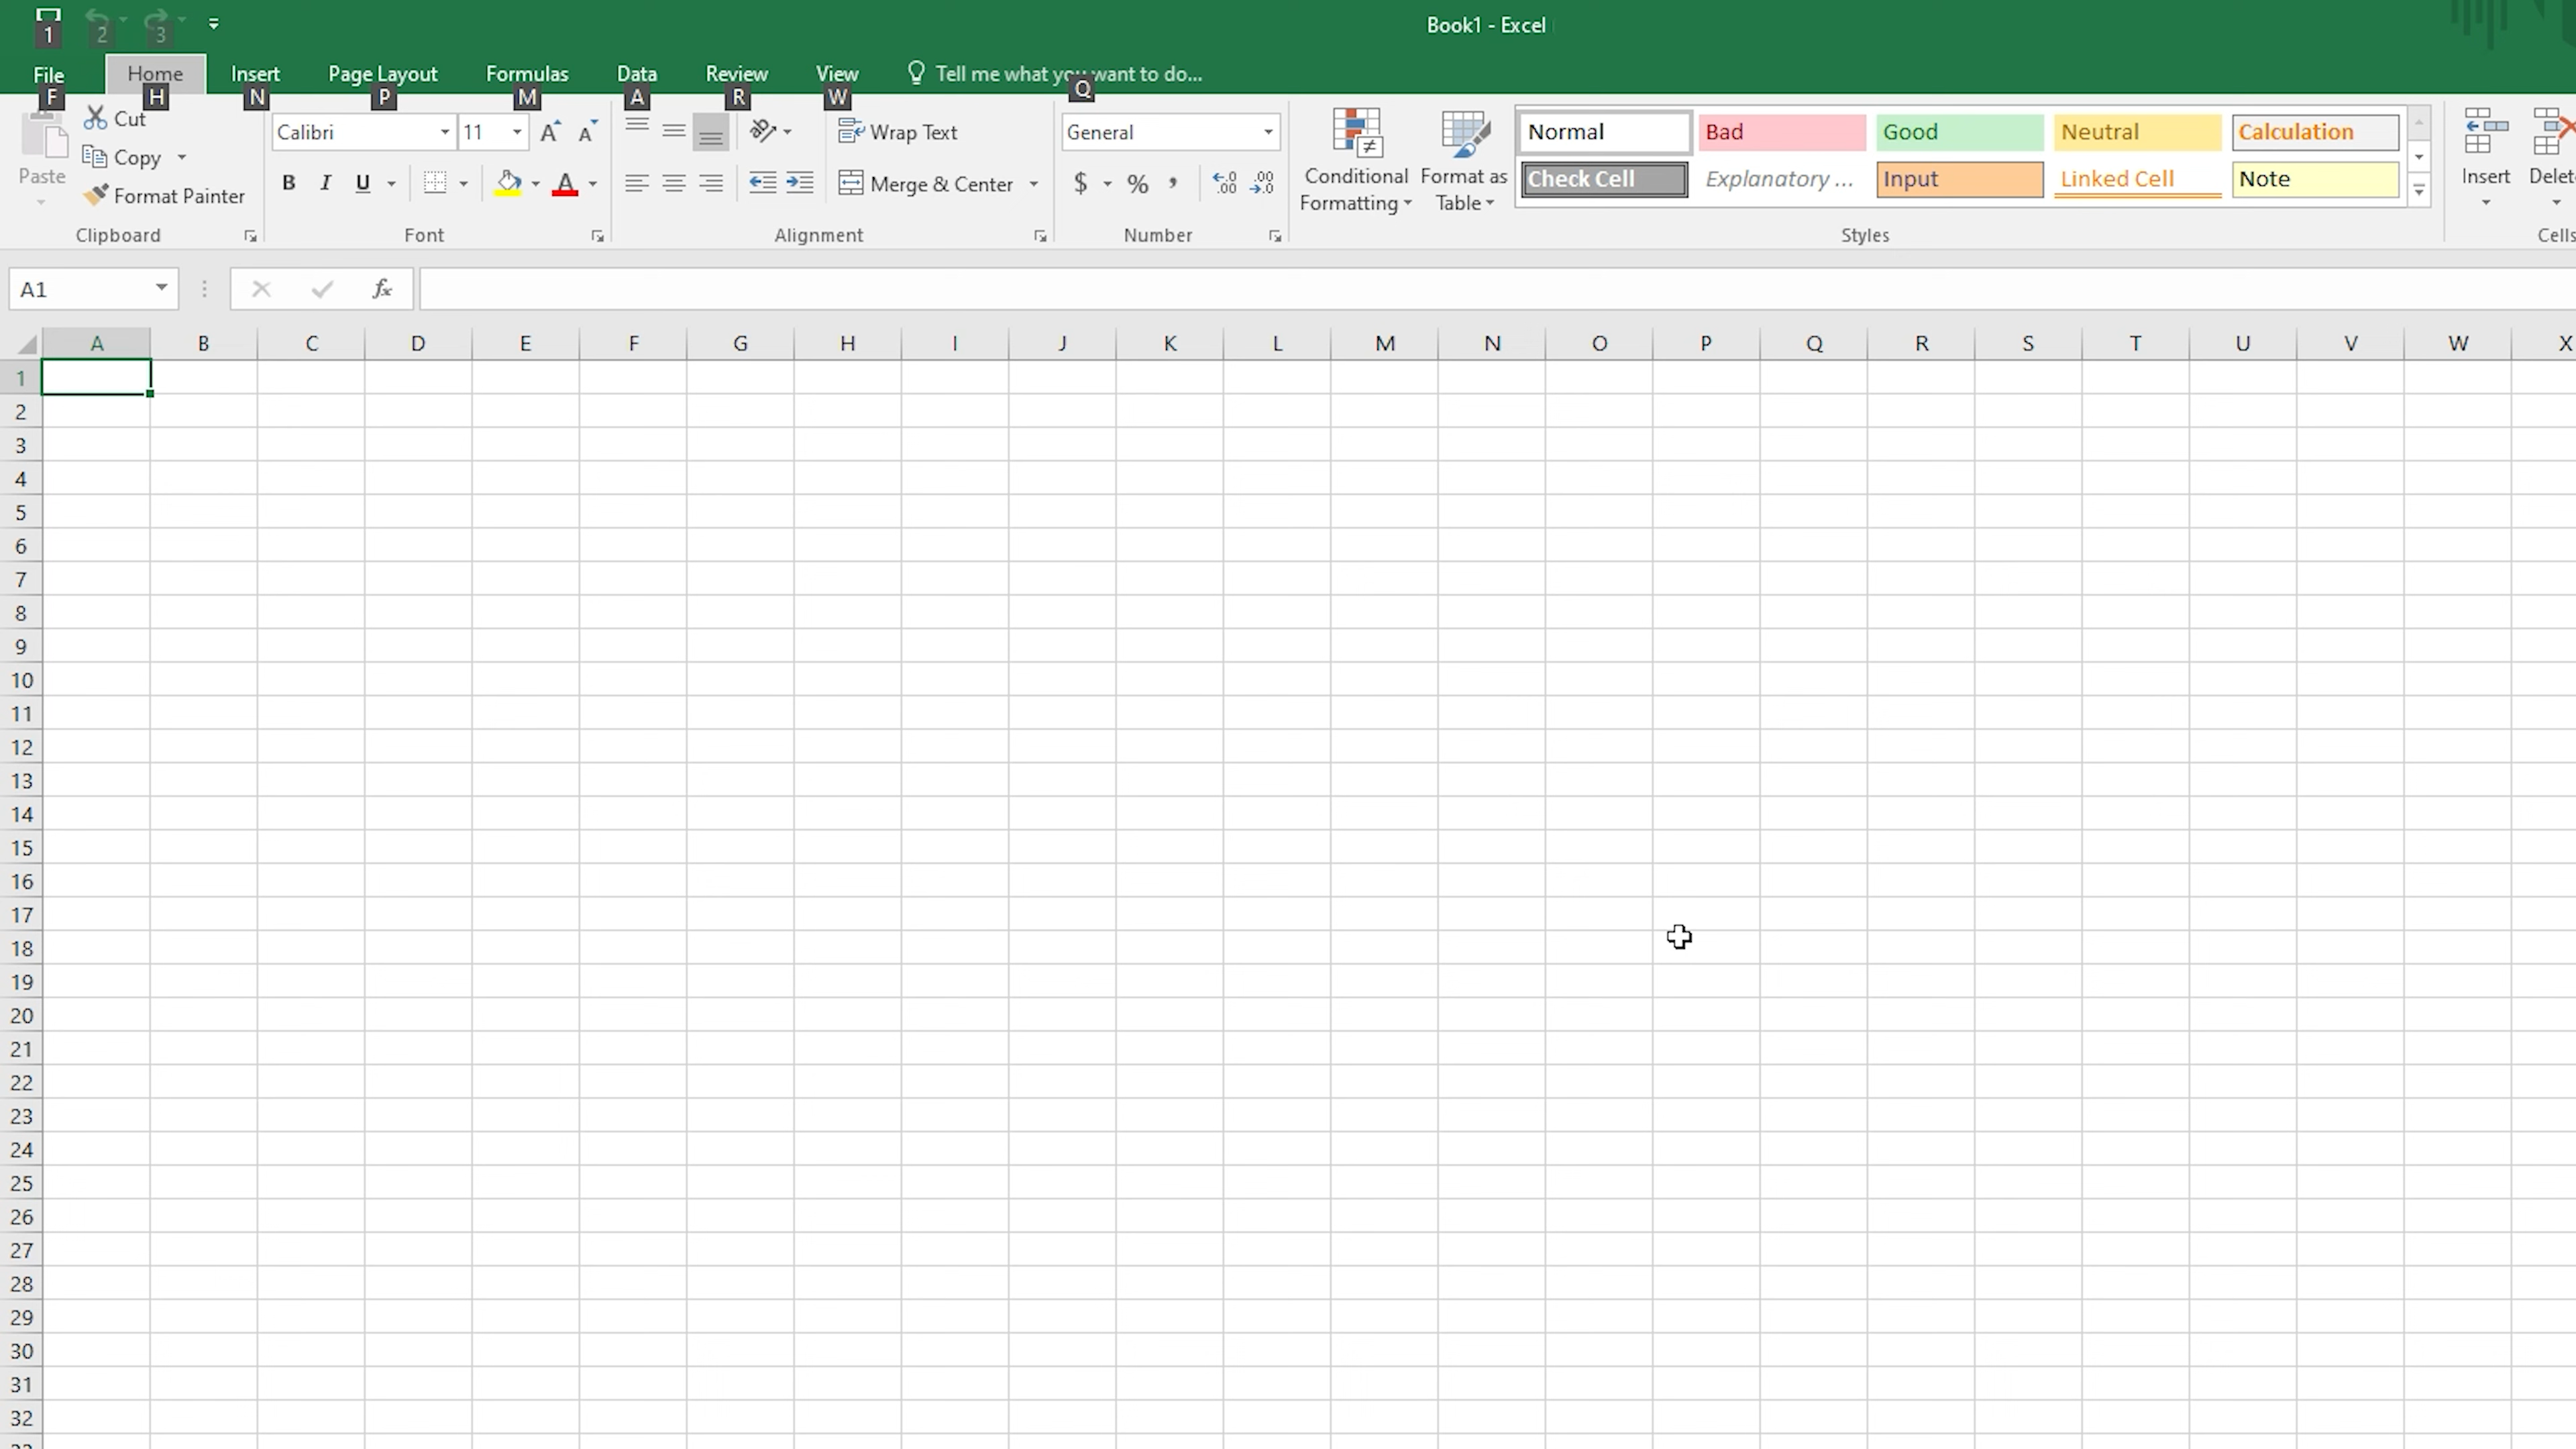 Book1 - Excel
1 2 3
File Home Insert Page Layout Formulas Data Review View Tell me what you want to do...
F H N P M A R W Q
Cut
Copy
Format Painter
Paste
Clipboard
Calibri 11
B I U
Font
Wrap Text
Merge & Center
Alignment
General
$ % ,
Number
Conditional Formatting
Format as Table
Normal Bad Good Neutral Calculation
Check Cell Explanatory ... Input Linked Cell Note
Styles
Insert
A1 fx
A B C D E F G H I J K L M N O P Q R S T U V W X
1
2
3
4
5
6
7
8
9
10
11
12
13
14
15
16
17
18
19
20
21
22
23
24
25
26
27
28
29
30
31
32